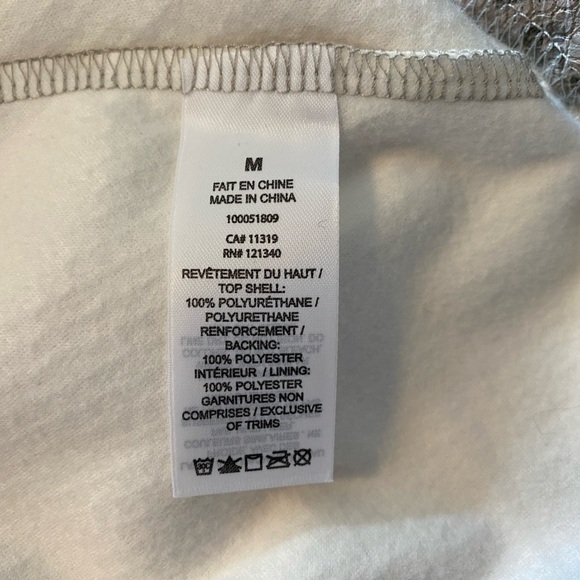 M
FAIT EN CHINE
MADE IN CHINA
100051809
CA# 11319
RN# 121340
REVÊTEMENT DU HAUT /
TOP SHELL:
100% POLYURÉTHANE /
POLYURETHANE
RENFORCEMENT /
BACKING:
100% POLYESTER
INTÉRIEUR / LINING:
100% POLYESTER
GARNITURES NON
COMPRISES / EXCLUSIVE
OF TRIMS
30C